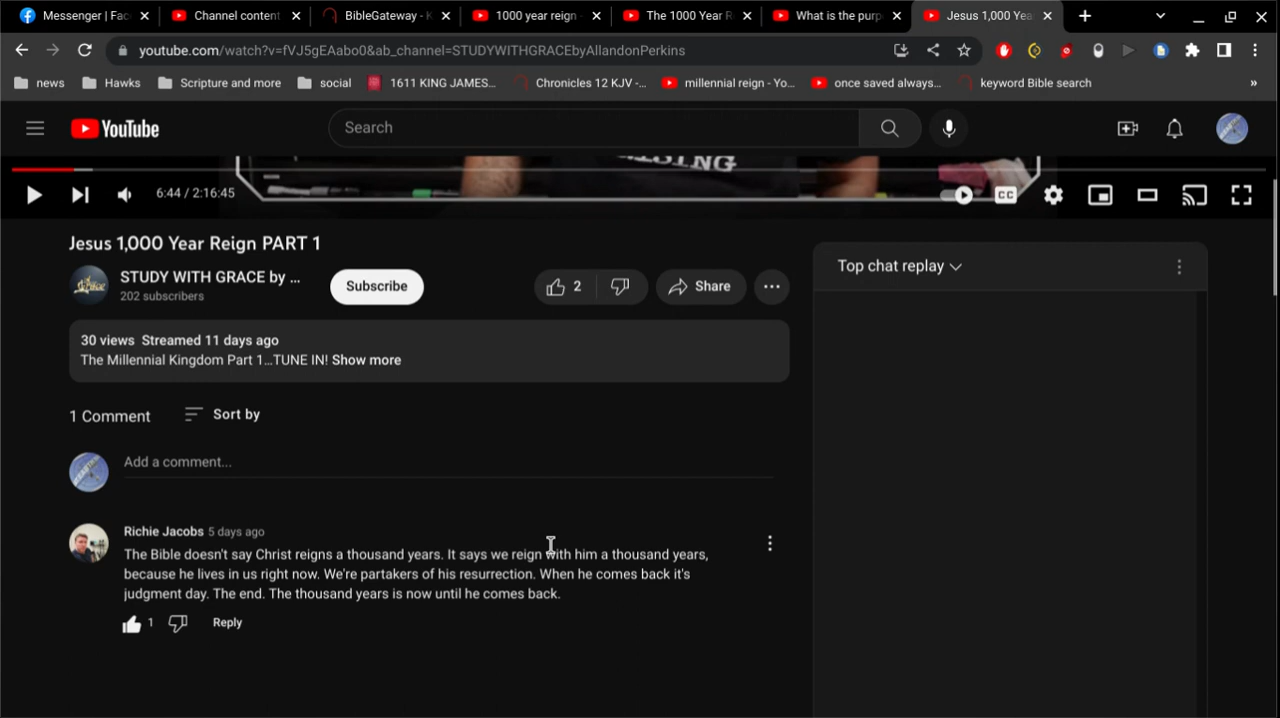 Messenger | Fac
Channel content
BibleGateway - K
1000 year reign -
The 1000 Year R
What is the purp
Jesus 1,000 Yea
youtube.com/watch?v=fVJ5gEAabo0&ab_channel=STUDYWITHGRACEbyAllandonPerkins
news
Hawks
Scripture and more
social
1611 KING JAMES...
Chronicles 12 KJV -...
millennial reign - Yo...
once saved always...
keyword Bible search
»
YouTube
Search
6:44 / 2:16:45
CC
Jesus 1,000 Year Reign PART 1
STUDY WITH GRACE by ...
202 subscribers
Subscribe
2
Share
30 views Streamed 11 days ago
The Millennial Kingdom Part 1...TUNE IN! Show more
Top chat replay
1 Comment
Sort by
Add a comment...
Richie Jacobs 5 days ago
The Bible doesn't say Christ reigns a thousand years. It says we reign with him a thousand years,
because he lives in us right now. We're partakers of his resurrection. When he comes back it's
judgment day. The end. The thousand years is now until he comes back.
1
Reply